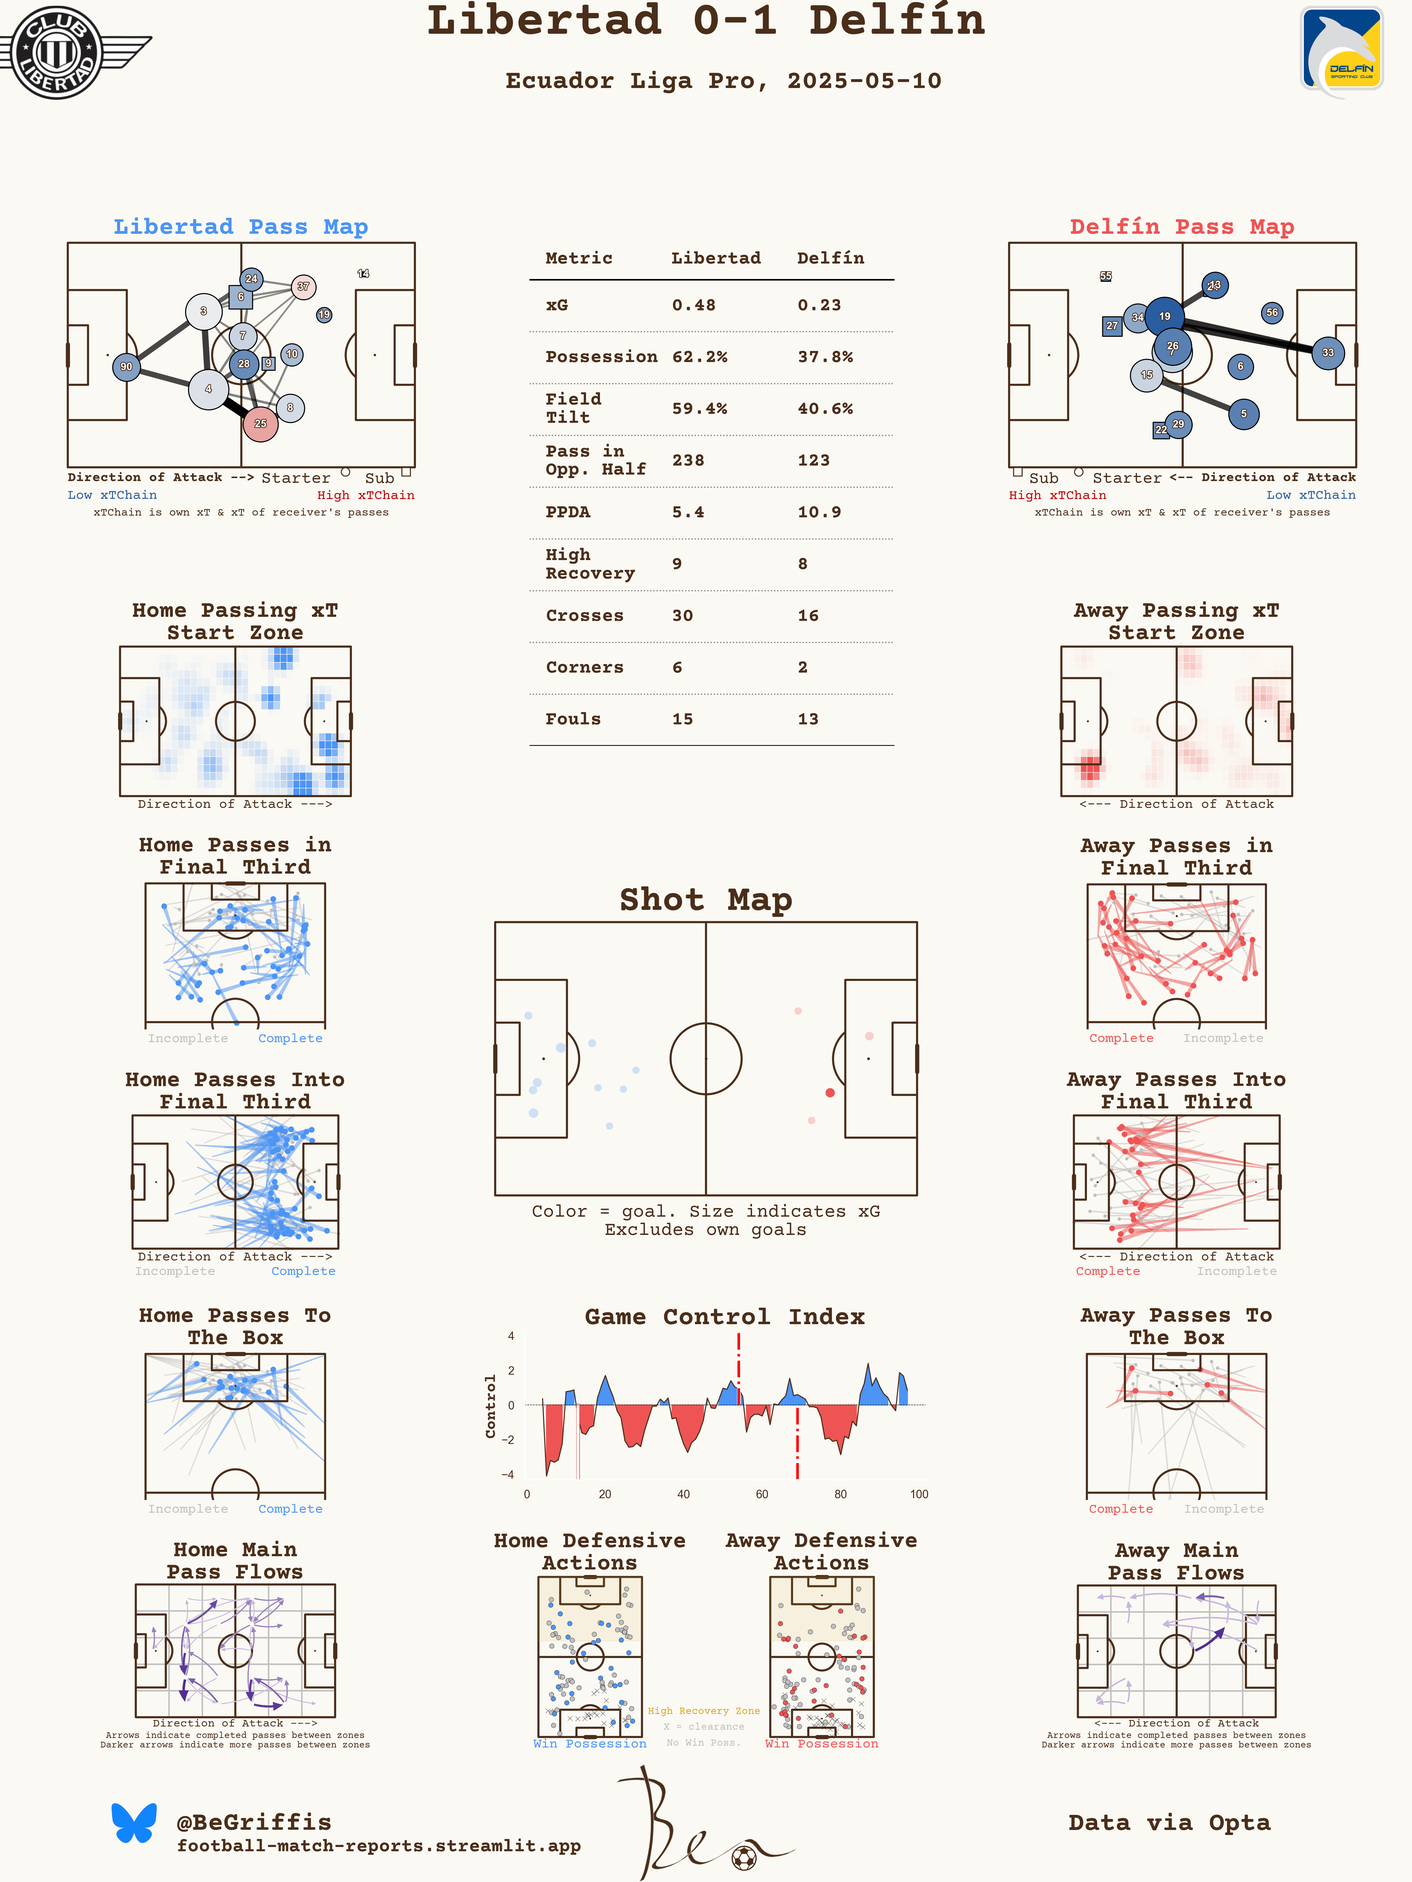 Libertad 0-1 Delfín
Ecuador Liga Pro, 2025-05-10
CLUB
LIBERTAD
DELFÍN
SPORTING CLUB
Libertad Pass Map
24
37
14
6
3
19
7
10
90
28
9
4
8
25
Direction of Attack --> Starter Sub
Low xTChain High xTChain
xTChain is own xT & xT of receiver's passes
Metric Libertad Delfín
xG 0.48 0.23
Possession 62.2% 37.8%
Field
Tilt 59.4% 40.6%
Pass in
Opp. Half 238 123
PPDA 5.4 10.9
High
Recovery 9 8
Crosses 30 16
Corners 6 2
Fouls 15 13
Delfín Pass Map
55
13
56
34
19
27
26
7
33
6
15
5
22
29
Sub Starter <-- Direction of Attack
High xTChain Low xTChain
xTChain is own xT & xT of receiver's passes
Home Passing xT
Start Zone
Direction of Attack --->
Away Passing xT
Start Zone
<--- Direction of Attack
Home Passes in
Final Third
Incomplete Complete
Away Passes in
Final Third
Complete Incomplete
Shot Map
Color = goal. Size indicates xG
Excludes own goals
Home Passes Into
Final Third
Direction of Attack --->
Incomplete Complete
Away Passes Into
Final Third
<--- Direction of Attack
Complete Incomplete
Home Passes To
The Box
Incomplete Complete
Game Control Index
Control
4
2
0
−2
−4
0 20 40 60 80 100
Away Passes To
The Box
Complete Incomplete
Home Main
Pass Flows
Direction of Attack --->
Arrows indicate completed passes between zones
Darker arrows indicate more passes between zones
Home Defensive
Actions
Win Possession
High Recovery Zone
X = clearance
No Win Poss.
Away Defensive
Actions
Win Possession
Away Main
Pass Flows
<--- Direction of Attack
Arrows indicate completed passes between zones
Darker arrows indicate more passes between zones
@BeGriffis
football-match-reports.streamlit.app
Ben
Data via Opta